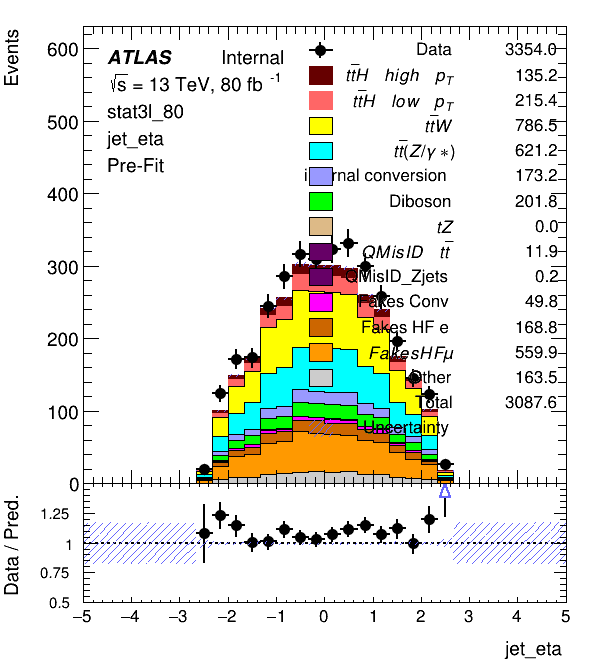 Events
600
500
400
300
200
100
0
ATLAS Internal
√s = 13 TeV, 80 fb -1
stat3l_80
jet_eta
Pre-Fit
Data 3354.0
tt̄H high p_T 135.2
tt̄H low p_T 215.4
tt̄W 786.5
tt̄(Z/γ *) 621.2
internal conversion 173.2
Diboson 201.8
tZ 0.0
QMisID tt̄ 11.9
QMisID_Zjets 0.2
Fakes Conv 49.8
Fakes HF e 168.8
FakesHFμ 559.9
Other 163.5
Total 3087.6
Uncertainty
Data / Pred.
1.25
1
0.75
0.5
−5 −4 −3 −2 −1 0 1 2 3 4 5
jet_eta